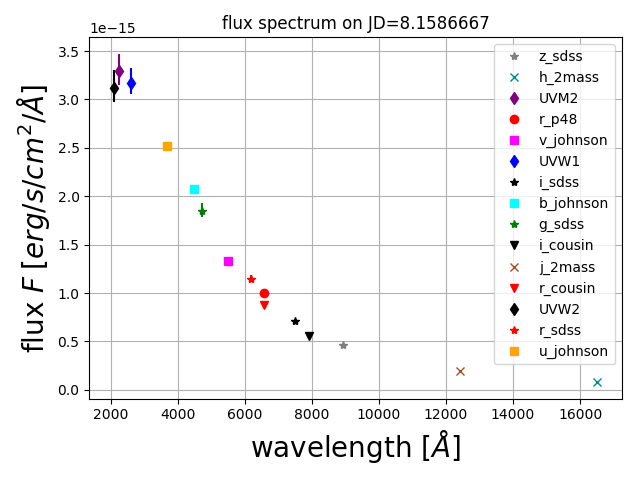 flux spectrum on JD=8.1586667
1e−15
3.5
3.0
2.5
2.0
1.5
1.0
0.5
0.0
flux F [erg/s/cm²/Å]
2000 4000 6000 8000 10000 12000 14000 16000
wavelength [Å]
z_sdss
h_2mass
UVM2
r_p48
v_johnson
UVW1
i_sdss
b_johnson
g_sdss
i_cousin
j_2mass
r_cousin
UVW2
r_sdss
u_johnson